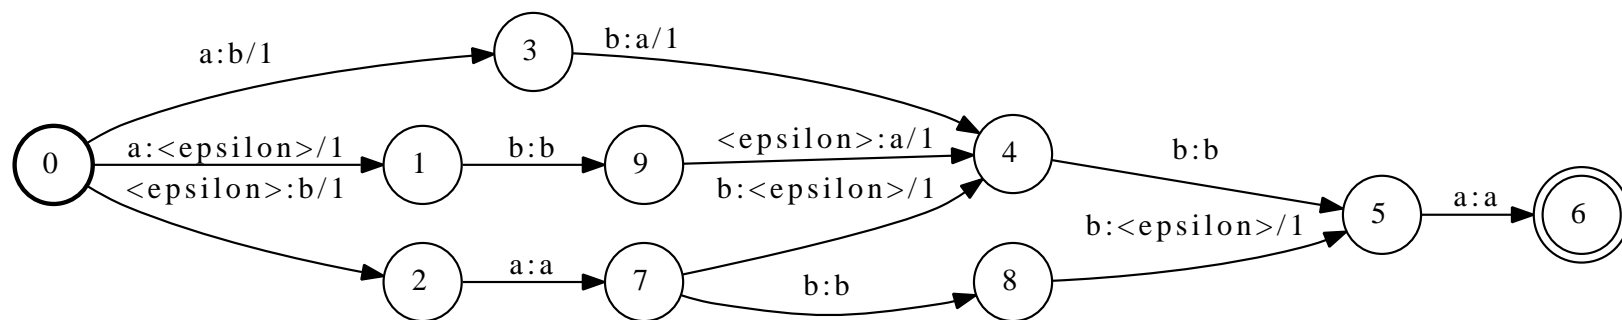 3
a:b/1
b:a/1
0
a:<epsilon>/1
1
b:b
9
<epsilon>:a/1
4
b:b
<epsilon>:b/1
b:<epsilon>/1
5
a:a
6
b:<epsilon>/1
2
a:a
7
b:b
8